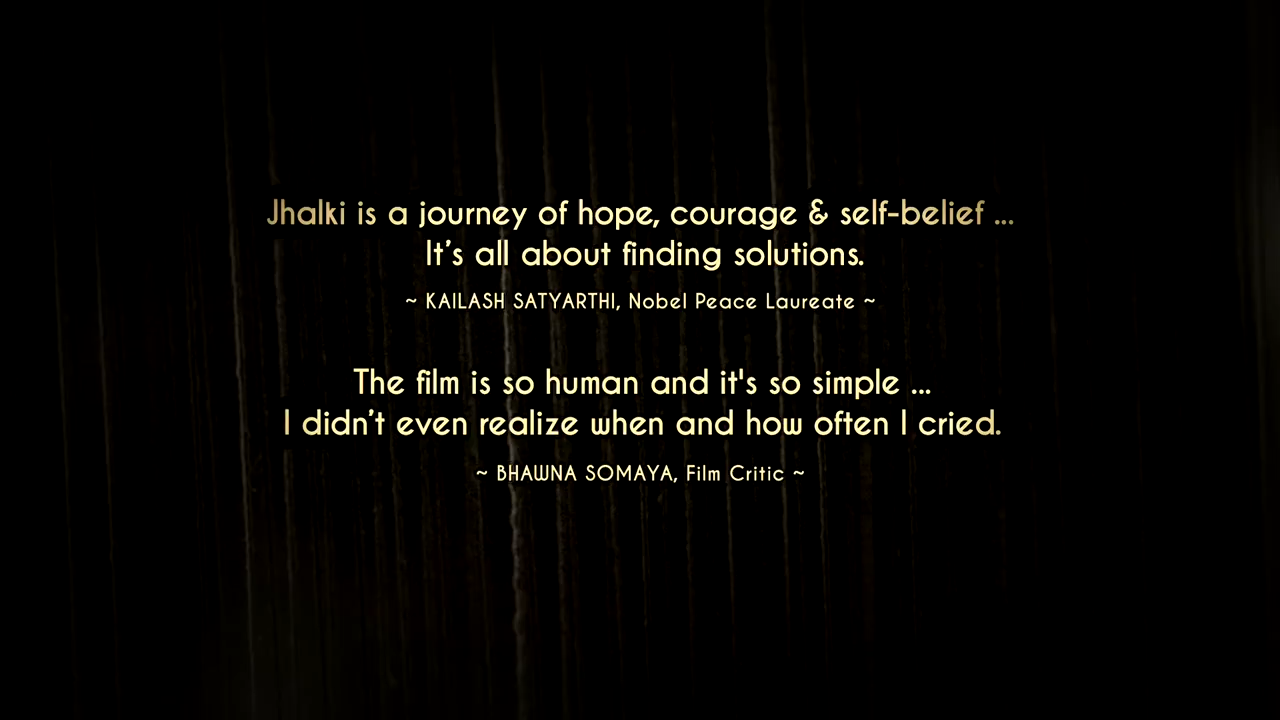 Jhalki is a journey of hope, courage & self-belief ...
It’s all about finding solutions.
~ KAILASH SATYARTHI, Nobel Peace Laureate ~
The film is so human and it's so simple ...
I didn’t even realize when and how often I cried.
~ BHAWNA SOMAYA, Film Critic ~